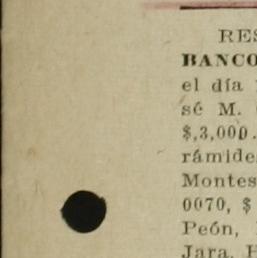 RES
BANCO
el día
sé M.
$,3,000.
rámide
Montes
0070, $
Peón,
Jara, H